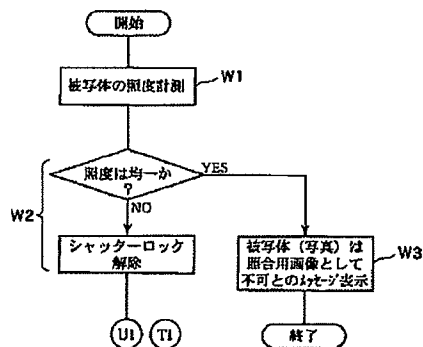 開始
被写体の照度計測
W1
照度は均一か
?
YES
NO
W2
シャッターロック
解除
被写体(写真)は
照合用画像として
不可とのメッセージ表示
W3
U1 T1
終了